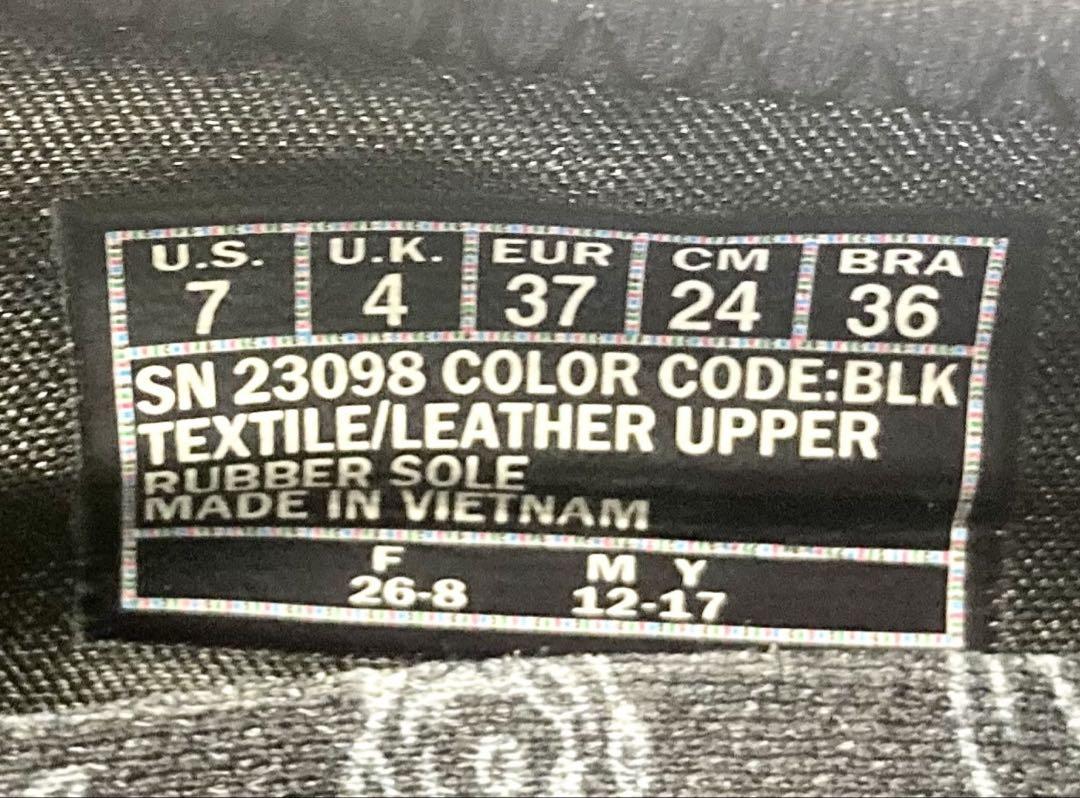 U.S. U.K. EUR CM BRA
7 4 37 24 36
SN 23098 COLOR CODE:BLK
TEXTILE/LEATHER UPPER
RUBBER SOLE
MADE IN VIETNAM
F M Y
26-8 12-17